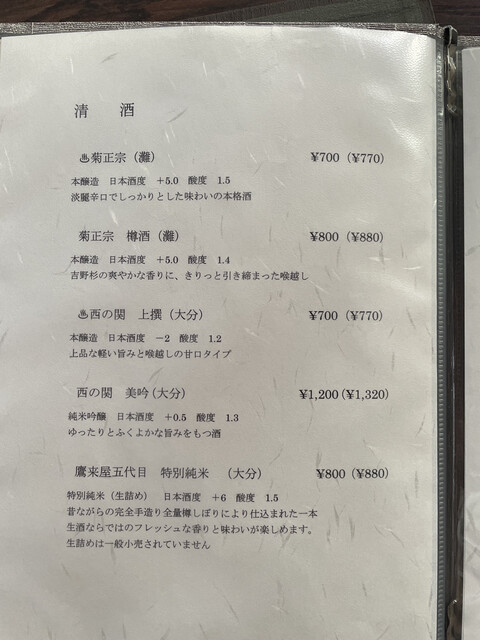 清　酒
♨菊正宗（灘） ¥700（¥770）
本醸造　日本酒度　+5.0　酸度　1.5
淡麗辛口でしっかりとした味わいの本格酒
菊正宗　樽酒（灘） ¥800（¥880）
本醸造　日本酒度　+5.0　酸度　1.4
吉野杉の爽やかな香りに、きりっと引き締まった喉越し
♨西の関　上撰（大分） ¥700（¥770）
本醸造　日本酒度　－2　酸度　1.2
上品な軽い旨みと喉越しの甘口タイプ
西の関　美吟（大分） ¥1,200（¥1,320）
純米吟醸　日本酒度　+0.5　酸度　1.3
ゆったりとふくよかな旨みをもつ酒
鷹来屋五代目　特別純米　（大分） ¥800（¥880）
特別純米（生詰め）　日本酒度　+6　酸度　1.5
昔ながらの完全手造り全量樽しぼりにより仕込まれた一本
生酒ならではのフレッシュな香りと味わいが楽しめます。
生詰めは一般小売されていません